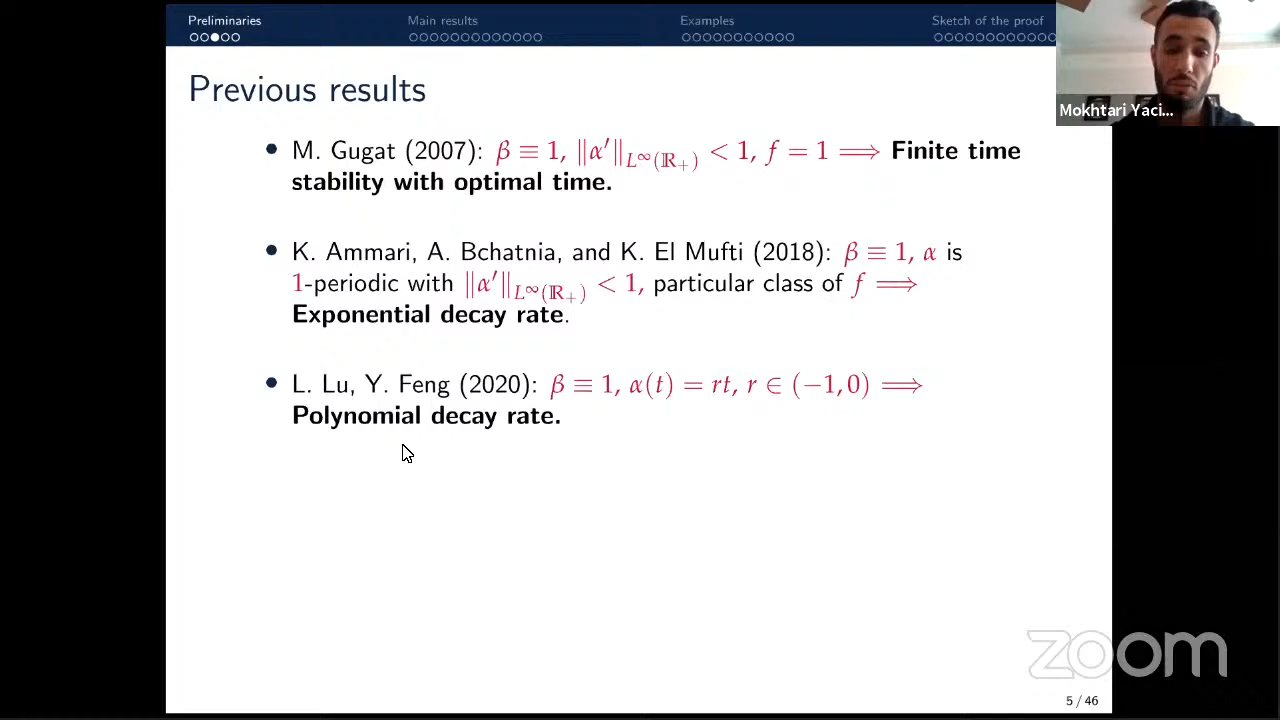 Preliminaries Main results Examples Sketch of the proof
Previous results
• M. Gugat (2007): β ≡ 1, ‖α′‖_{L^∞(ℝ_+)} < 1, f = 1 ⟹ Finite time
stability with optimal time.
• K. Ammari, A. Bchatnia, and K. El Mufti (2018): β ≡ 1, α is
1-periodic with ‖α′‖_{L^∞(ℝ_+)} < 1, particular class of f ⟹
Exponential decay rate.
• L. Lu, Y. Feng (2020): β ≡ 1, α(t) = rt, r ∈ (−1, 0) ⟹
Polynomial decay rate.
5 / 46
Mokhtari Yaci...
zoom